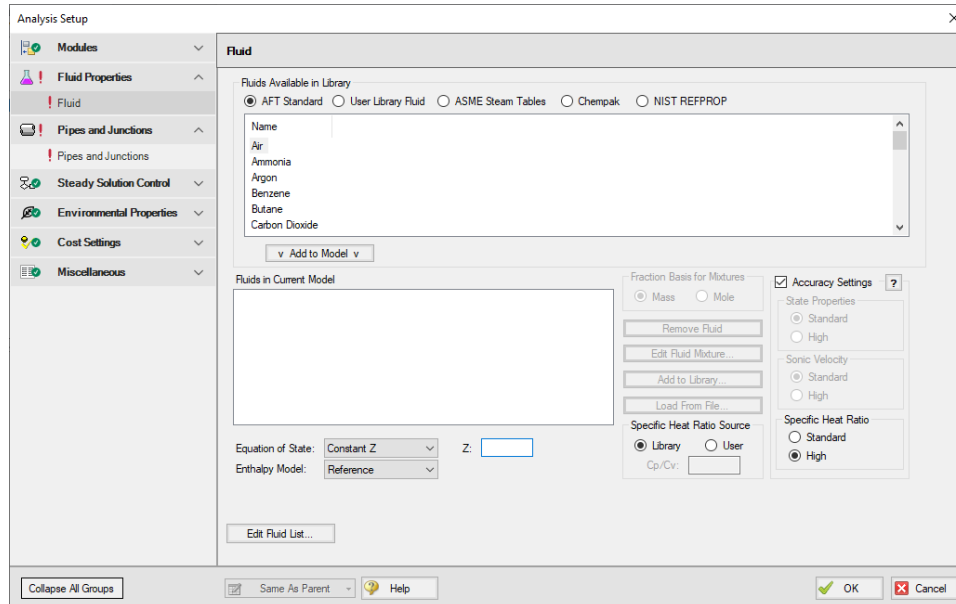 Analysis Setup
Modules
Fluid Properties
Fluid
Pipes and Junctions
Pipes and Junctions
Steady Solution Control
Environmental Properties
Cost Settings
Miscellaneous
Collapse All Groups
Fluid
Fluids Available in Library
AFT Standard User Library Fluid ASME Steam Tables Chempak NIST REFPROP
Name
Air
Ammonia
Argon
Benzene
Butane
Carbon Dioxide
v Add to Model v
Fluids in Current Model
Fraction Basis for Mixtures
Mass Mole
Remove Fluid
Edit Fluid Mixture...
Add to Library...
Load From File...
Specific Heat Ratio Source
Library User
Cp/Cv:
Accuracy Settings ?
State Properties
Standard
High
Sonic Velocity
Standard
High
Specific Heat Ratio
Standard
High
Equation of State: Constant Z Z:
Enthalpy Model: Reference
Edit Fluid List...
Same As Parent Help OK Cancel